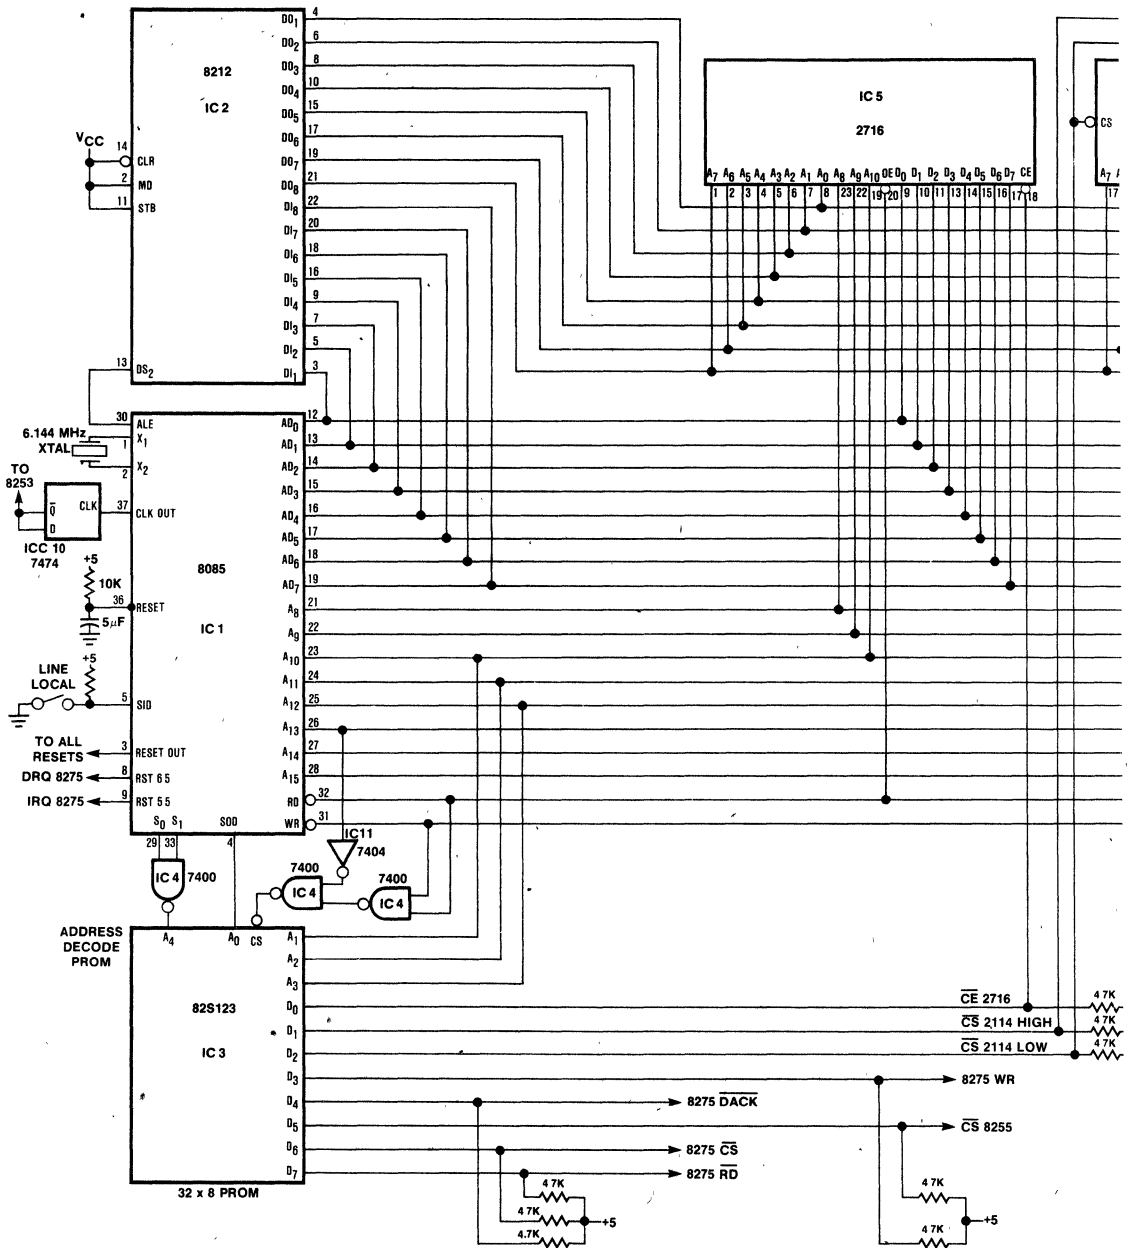 8212
IC 2
DO1 4
DO2 6
DO3 8
DO4 10
DO5 15
DO6 17
DO7 19
DO8 21
DI8 22
DI7 20
DI6 18
DI5 16
DI4 9
DI3 7
DI2 5
DI1 3
VCC
14 CLR
2 MD
11 STB
13 DS2
IC 5
2716
A7 A6 A5 A4 A3 A2 A1 A0 A8 A9 A10 OE D0 D1 D2 D3 D4 D5 D6 D7 CE
1 2 3 4 5 6 7 8 23 22 19 20 9 10 11 13 14 15 16 17 18
CS
A7
17
30 ALE
6.144 MHz
XTAL
X1
1
X2
2
TO
8253
Q CLK
D
37 CLK OUT
ICC 10
7474
+5
10K
36 RESET
5µF
+5
LINE
LOCAL
5 SID
TO ALL
RESETS
3 RESET OUT
DRQ 8275
8 RST 6 5
IRQ 8275
9 RST 5 5
S0 S1 SOD
29 33 4
8085
IC 1
AD0 12
AD1 13
AD2 14
AD3 15
AD4 16
AD5 17
AD6 18
AD7 19
A8 21
A9 22
A10 23
A11 24
A12 25
A13 26
A14 27
A15 28
RD 32
WR 31
IC11
7404
IC 4 7400
7400
IC 4
7400
IC 4
ADDRESS
DECODE
PROM
A4 A0 CS
82S123
IC 3
A1
A2
A3
D0
D1
D2
D3
D4
D5
D6
D7
32 x 8 PROM
CE 2716
4 7K
CS 2114 HIGH
4 7K
CS 2114 LOW
4 7K
8275 WR
8275 DACK
CS 8255
8275 CS
8275 RD
4 7K
4 7K
+5
4.7K
4 7K
+5
4 7K